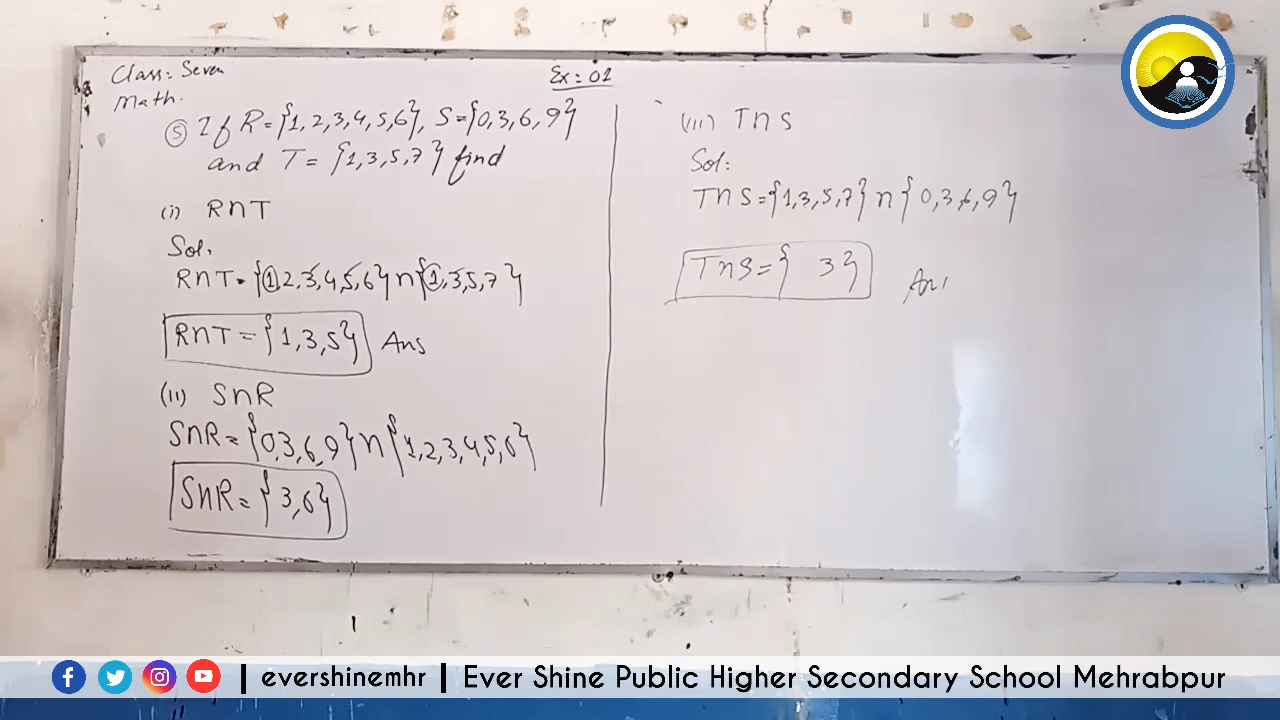 Class: Seven
Math.
Ex: 01
(5) If R={1,2,3,4,5,6}, S={0,3,6,9}
and T= {1,3,5,7} find
(i) R∩T
Sol.
R∩T={1 2,3,4,5,6}∩{1,3,5,7}
R∩T={1,3,5} Ans
(ii) S∩R
S∩R={0,3,6,9}∩{1,2,3,4,5,6}
S∩R={3,6}
(iii) T∩S
Sol:
T∩S={1,3,5,7}∩{0,3,6,9}
T∩S={ 3} Ans
| evershinemhr | Ever Shine Public Higher Secondary School Mehrabpur